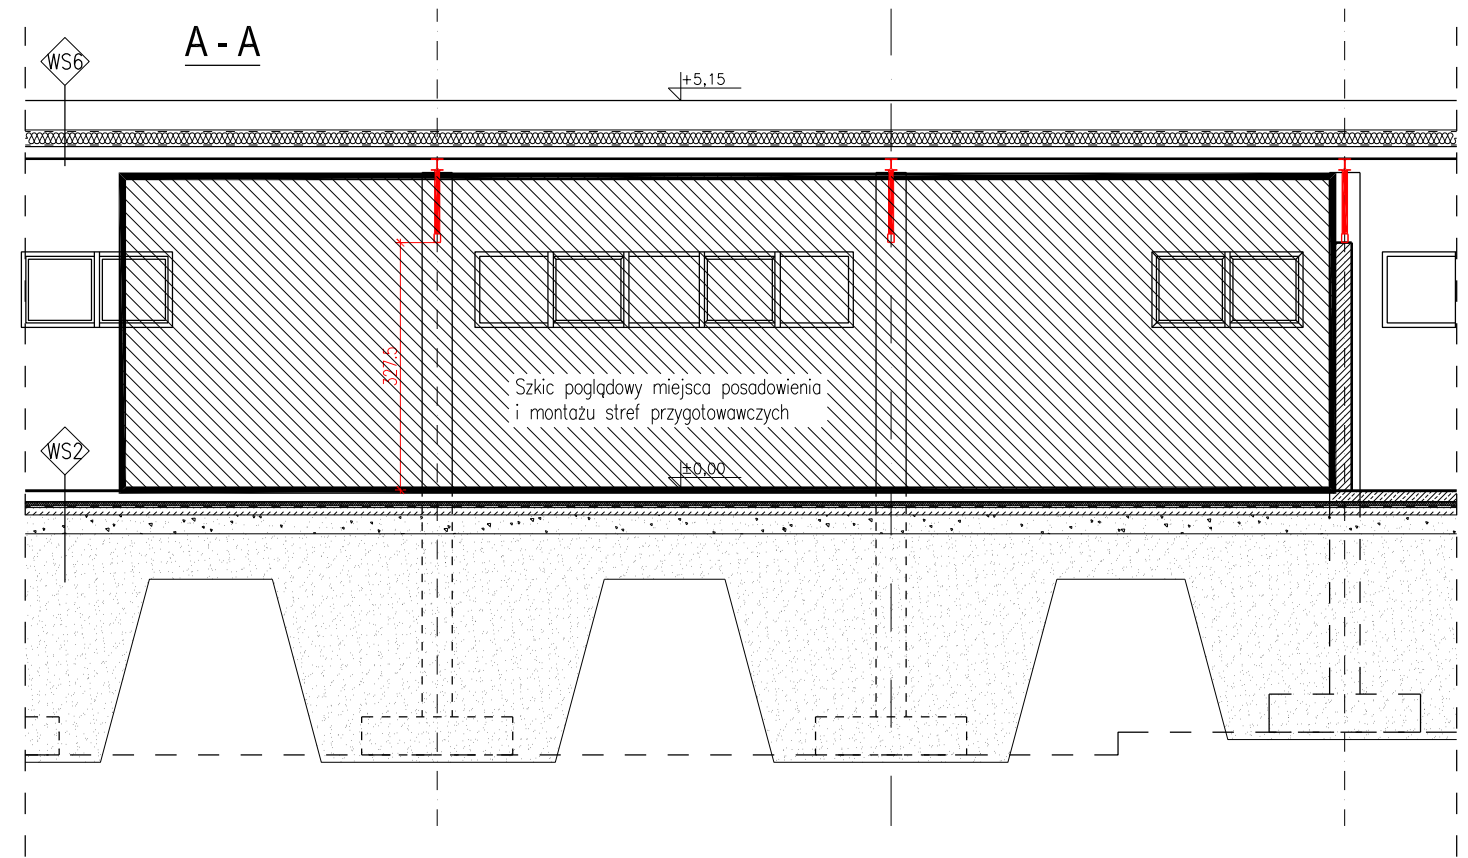 A - A
WS6
+5,15
327.5
Szkic poglądowy miejsca posadowienia
i montażu stref przygotowawczych
WS2
±0,00